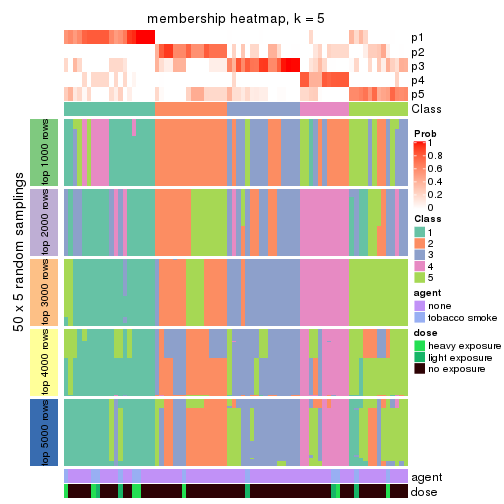 membership heatmap, k = 5
p1
p2
p3
p4
p5
Class
50 x 5 random samplings
top 1000 rows
top 2000 rows
top 3000 rows
top 4000 rows
top 5000 rows
agent
dose
Prob
1
0.8
0.6
0.4
0.2
0
Class
1
2
3
4
5
agent
none
tobacco smoke
dose
heavy exposure
light exposure
no exposure